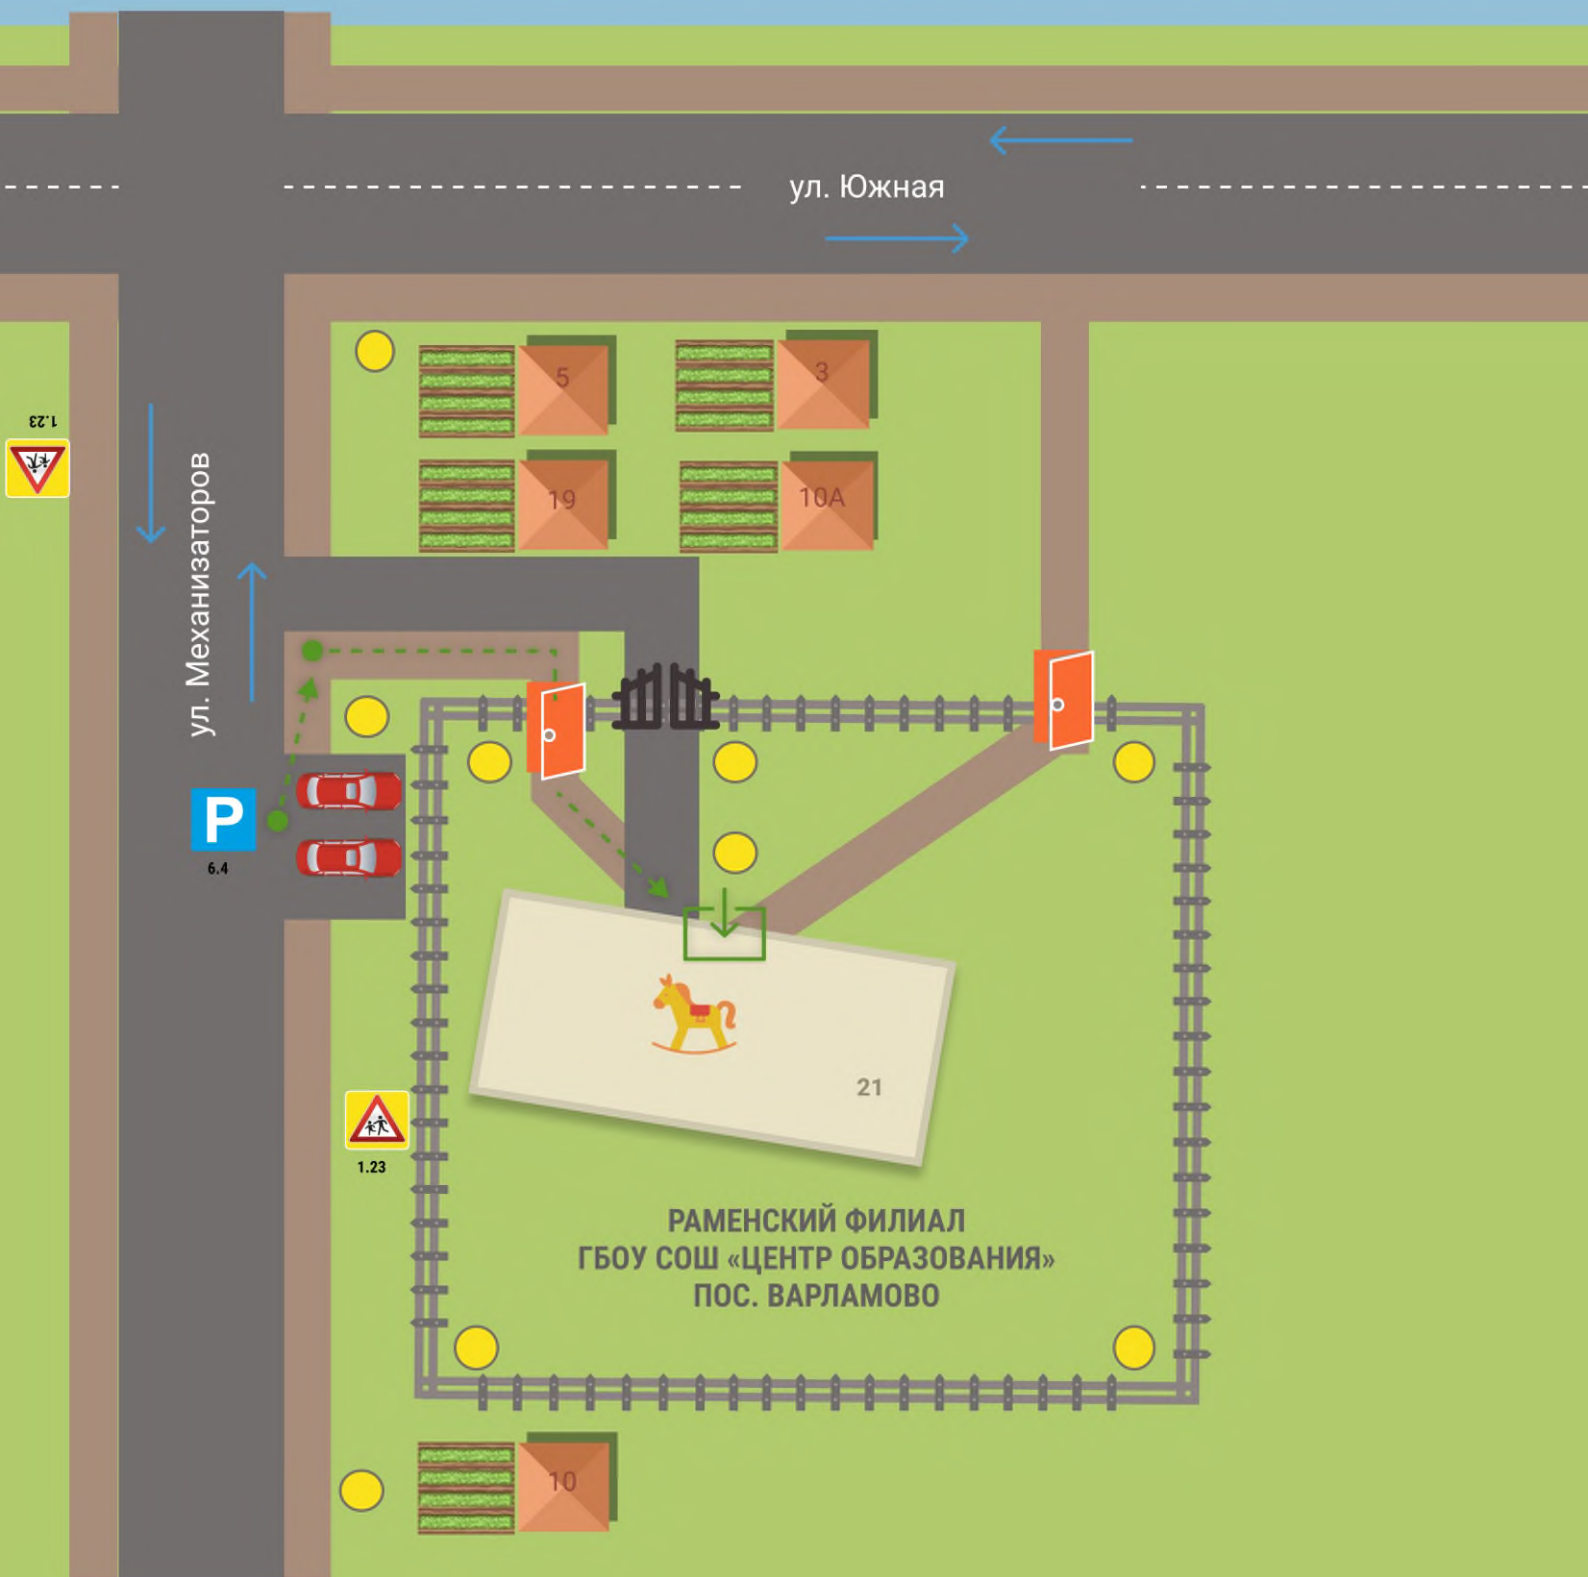 ул. Южная
5
3
1.23
19
10А
ул. Механизаторов
P
6.4
21
1.23
РАМЕНСКИЙ ФИЛИАЛ
ГБОУ СОШ «ЦЕНТР ОБРАЗОВАНИЯ»
ПОС. ВАРЛАМОВО
10